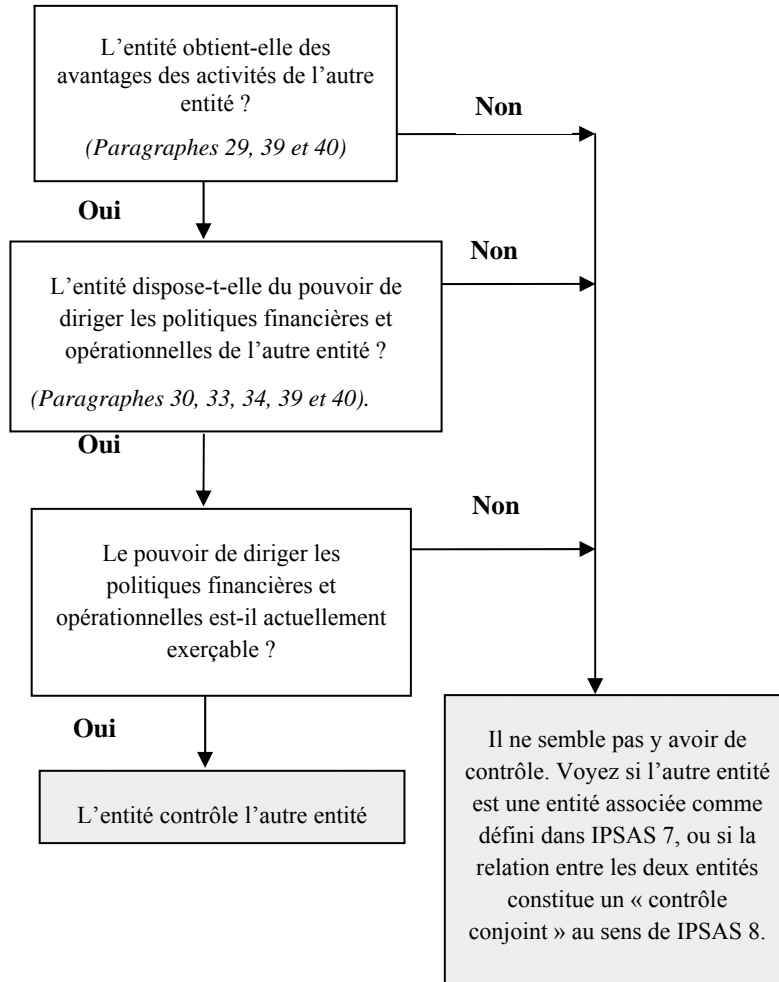 L’entité obtient-elle des
avantages des activités de l’autre
entité ?
(Paragraphes 29, 39 et 40)
Non
Oui
L’entité dispose-t-elle du pouvoir de
diriger les politiques financières et
opérationnelles de l’autre entité ?
(Paragraphes 30, 33, 34, 39 et 40).
Non
Oui
Le pouvoir de diriger les
politiques financières et
opérationnelles est-il actuellement
exerçable ?
Non
Oui
L’entité contrôle l’autre entité
Il ne semble pas y avoir de
contrôle. Voyez si l’autre entité
est une entité associée comme
défini dans IPSAS 7, ou si la
relation entre les deux entités
constitue un « contrôle
conjoint » au sens de IPSAS 8.